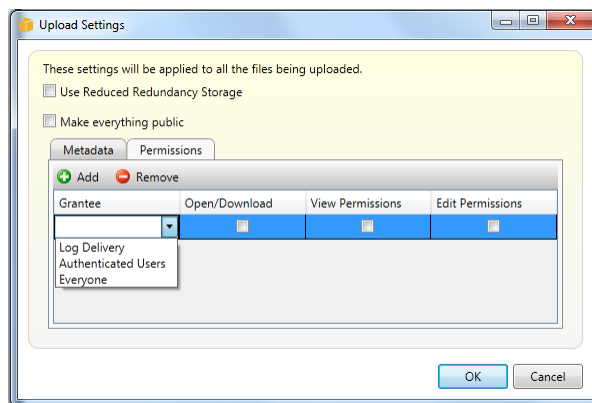 Upload Settings
These settings will be applied to all the files being uploaded.
Use Reduced Redundancy Storage
Make everything public
Metadata Permissions
Add Remove
Grantee Open/Download View Permissions Edit Permissions
Log Delivery
Authenticated Users
Everyone
OK Cancel